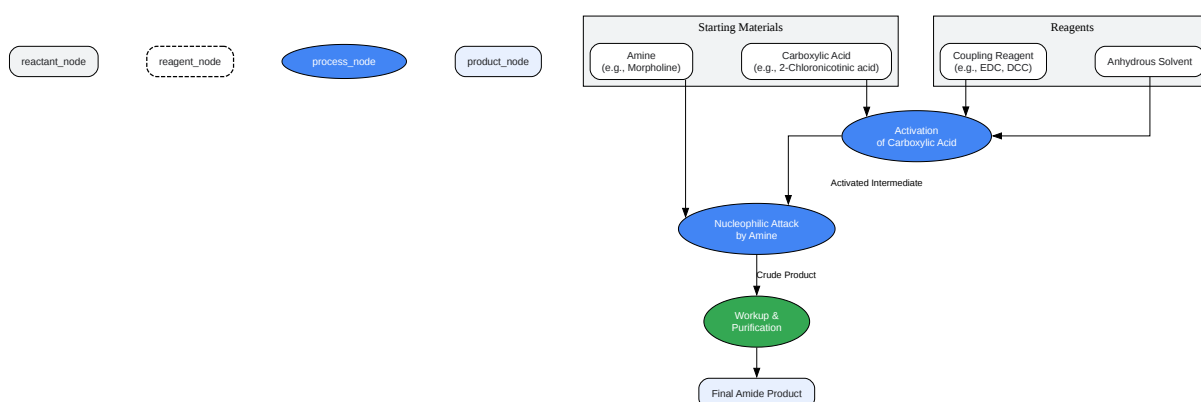 Starting Materials
Reagents
reactant_node
reagent_node
process_node
product_node
Amine
(e.g., Morpholine)
Carboxylic Acid
(e.g., 2-Chloronicotinic acid)
Coupling Reagent
(e.g., EDC, DCC)
Anhydrous Solvent
Activation
of Carboxylic Acid
Activated Intermediate
Nucleophilic Attack
by Amine
Crude Product
Workup &
Purification
Final Amide Product